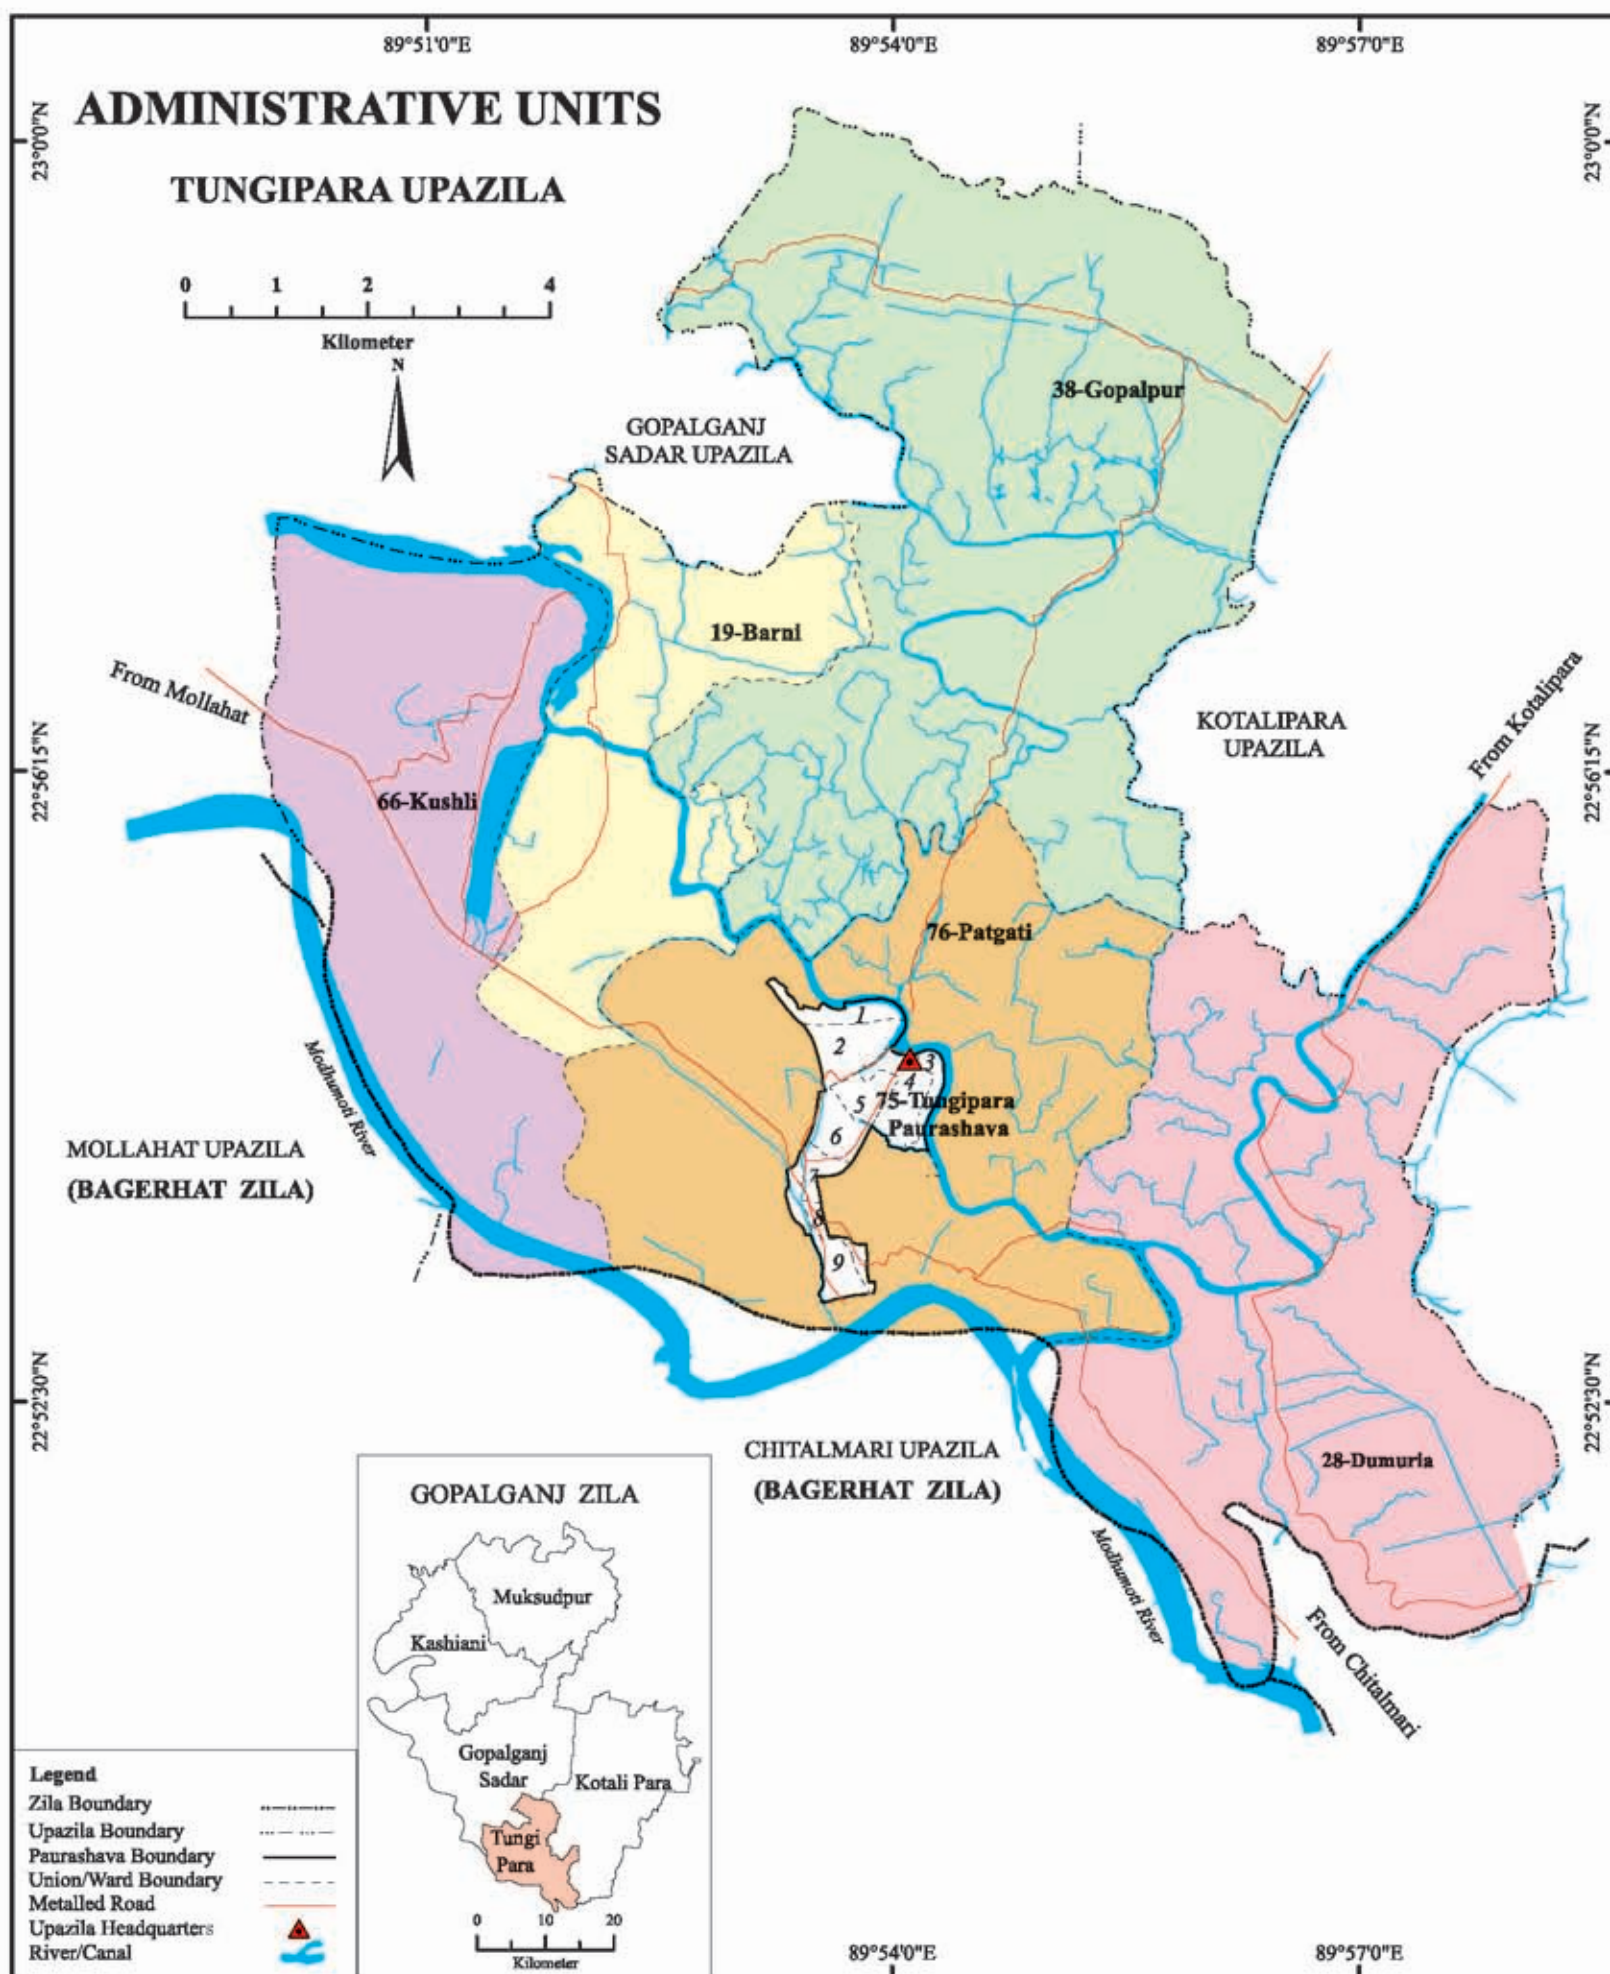 89°51'0"E
89°54'0"E
89°57'0"E
23°0'0"N
23°0'0"N
ADMINISTRATIVE UNITS
TUNGIPARA UPAZILA
0 1 2 4
Kilometer
N
38-Gopalpur
GOPALGANJ
SADAR UPAZILA
19-Barni
From Mollahat
KOTALIPARA
UPAZILA
From Kotalipara
22°56'15"N
22°56'15"N
66-Kushli
76-Patgati
1
2
3
4
5
75-Tungipara
Paurashava
6
7
8
9
Modhumoti River
MOLLAHAT UPAZILA
(BAGERHAT ZILA)
22°52'30"N
22°52'30"N
CHITALMARI UPAZILA
(BAGERHAT ZILA)
28-Dumuria
Modhumoti River
From Chitalmari
GOPALGANJ ZILA
Muksudpur
Kashiani
Gopalganj
Sadar
Kotali Para
Tungi
Para
0 10 20
Kilometer
Legend
Zila Boundary
Upazila Boundary
Paurashava Boundary
Union/Ward Boundary
Metalled Road
Upazila Headquarters
River/Canal
89°54'0"E
89°57'0"E